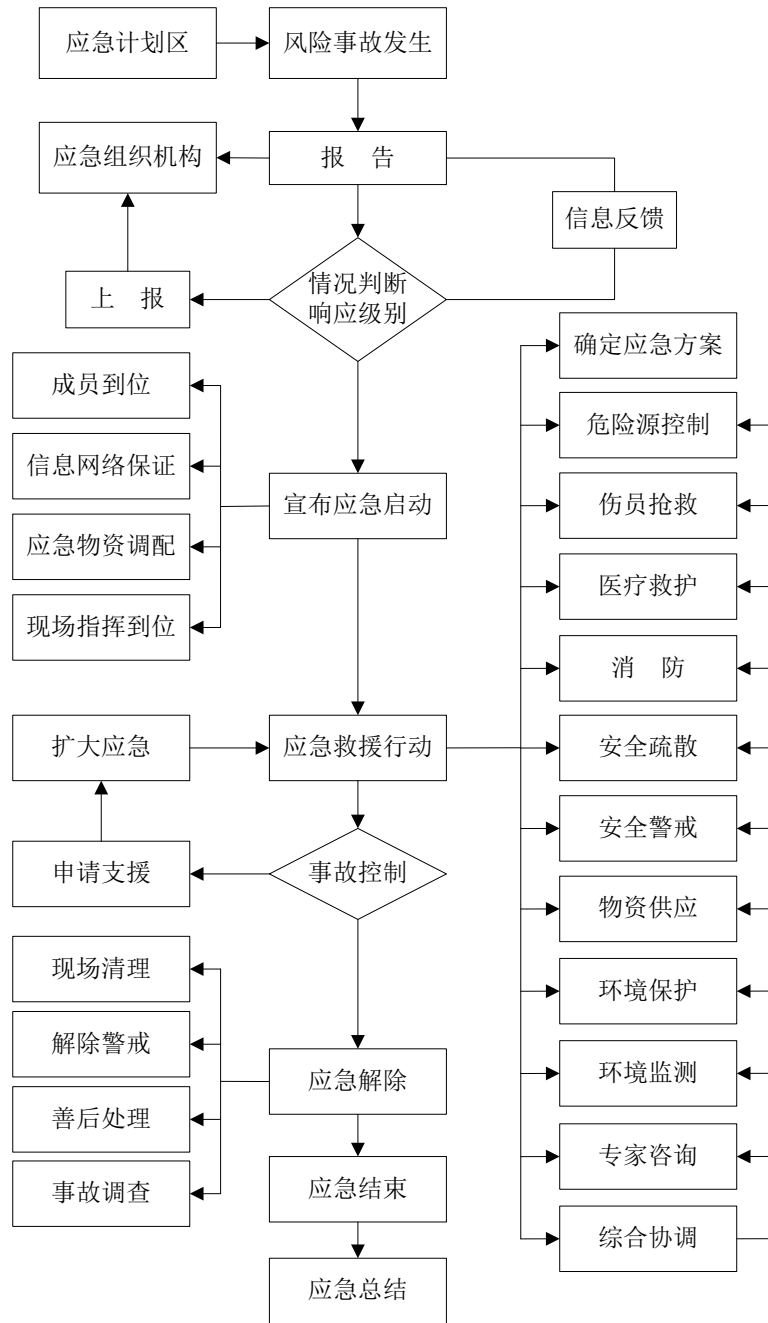 应急计划区
风险事故发生
应急组织机构
报 告
信息反馈
上 报
情况判断
响应级别
确定应急方案
成员到位
危险源控制
信息网络保证
宣布应急启动
伤员抢救
应急物资调配
医疗救护
现场指挥到位
消 防
扩大应急
应急救援行动
安全疏散
安全警戒
申请支援
事故控制
物资供应
现场清理
环境保护
解除警戒
应急解除
环境监测
善后处理
专家咨询
事故调查
应急结束
综合协调
应急总结